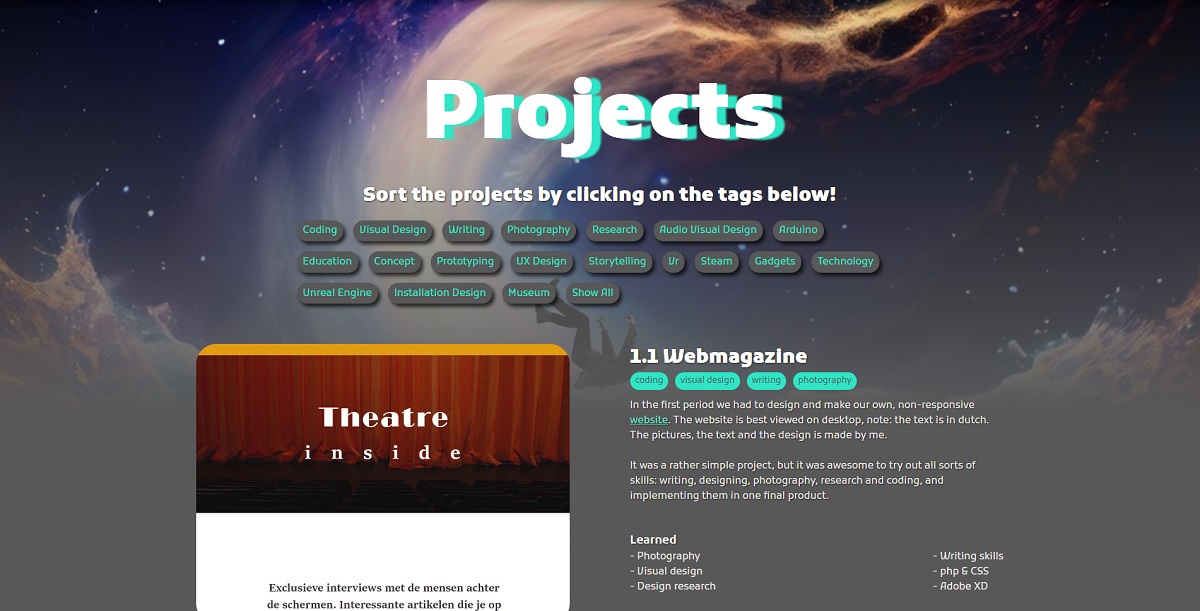 Projects
Sort the projects by clicking on the tags below!
Coding Visual Design Writing Photography Research Audio Visual Design Arduino
Education Concept Prototyping UX Design Storytelling Vr Steam Gadgets Technology
Unreal Engine Installation Design Museum Show All
Theatre
inside
Exclusieve interviews met de mensen achter
de schermen. Interessante artikelen die je op
1.1 Webmagazine
coding visual design writing photography
In the first period we had to design and make our own, non-responsive
website. The website is best viewed on desktop, note: the text is in dutch.
The pictures, the text and the design is made by me.
It was a rather simple project, but it was awesome to try out all sorts of
skills: writing, designing, photography, research and coding, and
implementing them in one final product.
Learned
- Photography
- Visual design
- Design research
- Writing skills
- php & CSS
- Adobe XD